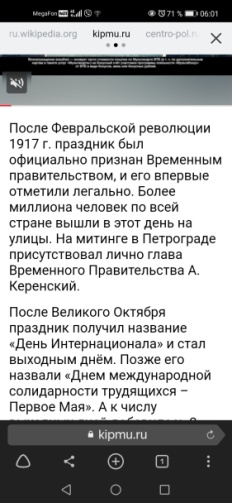 MegaFon
71 %
06:01
ru.wikipedia.org
kipmu.ru
centro-pol.r
После Февральской революции
1917 г. праздник был
официально признан Временным
правительством, и его впервые
отметили легально. Более
миллиона человек по всей
стране вышли в этот день на
улицы. На митинге в Петрограде
присутствовал лично глава
Временного Правительства А.
Керенский.
После Великого Октября
праздник получил название
«День Интернационала» и стал
выходным днём. Позже его
назвали «Днем международной
солидарности трудящихся –
Первое Мая». А к числу
kipmu.ru
1